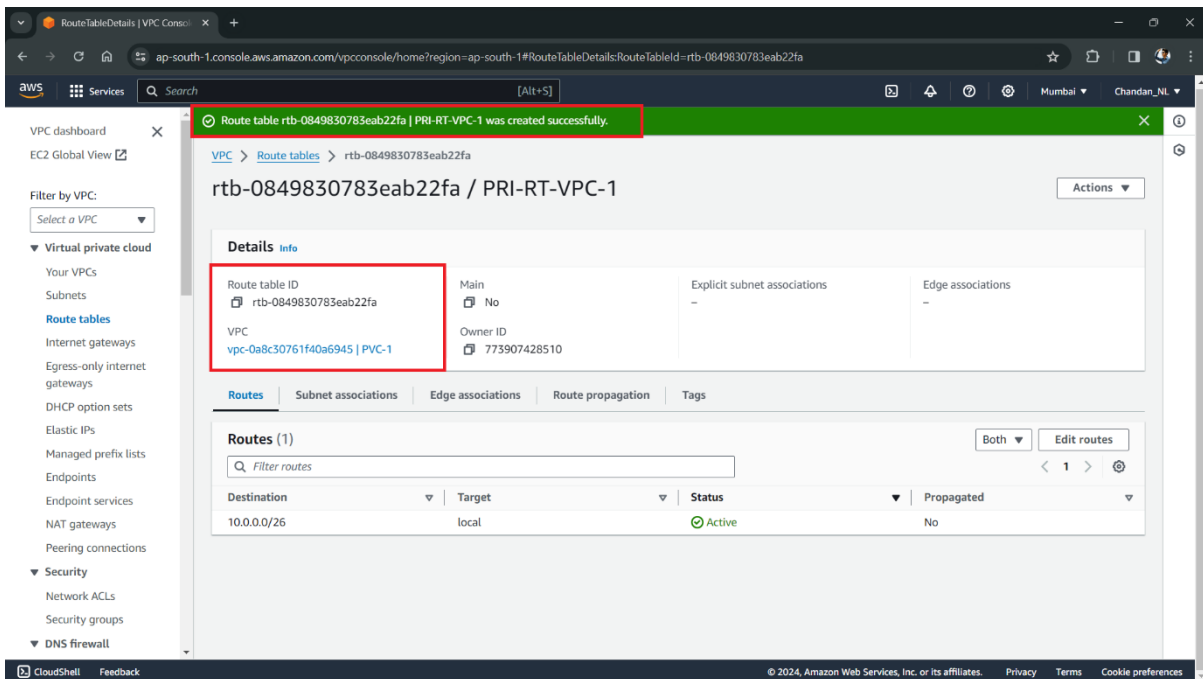 RouteTableDetails | VPC Consol
ap-south-1.console.aws.amazon.com/vpcconsole/home?region=ap-south-1#RouteTableDetails:RouteTableId=rtb-0849830783eab22fa
aws Services Search [Alt+S] Mumbai Chandan_NL
VPC dashboard
EC2 Global View
Filter by VPC:
Select a VPC
Virtual private cloud
Your VPCs
Subnets
Route tables
Internet gateways
Egress-only internet
gateways
DHCP option sets
Elastic IPs
Managed prefix lists
Endpoints
Endpoint services
NAT gateways
Peering connections
Security
Network ACLs
Security groups
DNS firewall
Route table rtb-0849830783eab22fa | PRI-RT-VPC-1 was created successfully.
VPC > Route tables > rtb-0849830783eab22fa
rtb-0849830783eab22fa / PRI-RT-VPC-1
Actions
Details Info
Route table ID
rtb-0849830783eab22fa
VPC
vpc-0a8c30761f40a6945 | PVC-1
Main
No
Owner ID
773907428510
Explicit subnet associations
–
Edge associations
–
Routes Subnet associations Edge associations Route propagation Tags
Routes (1)
Both Edit routes
Filter routes
< 1 >
Destination Target Status Propagated
10.0.0.0/26 local Active No
CloudShell Feedback © 2024, Amazon Web Services, Inc. or its affiliates. Privacy Terms Cookie preferences